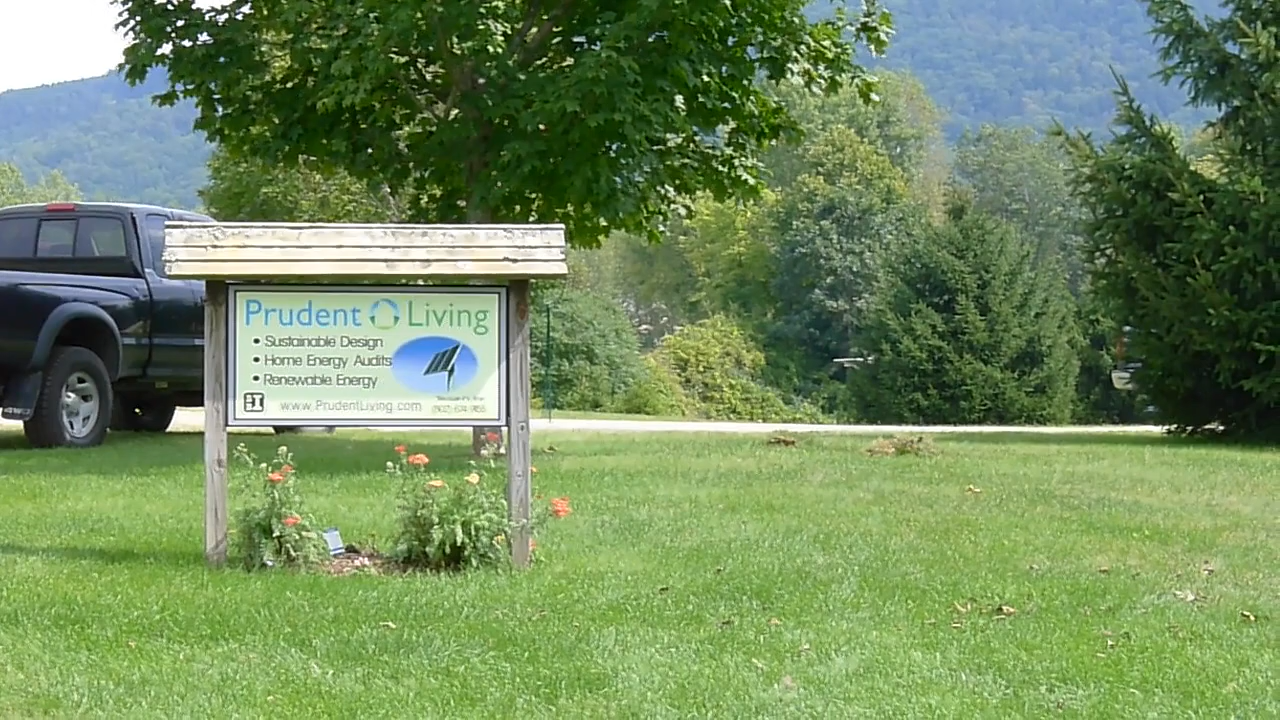 Prudent Living
• Sustainable Design
• Home Energy Audits
• Renewable Energy
www.PrudentLiving.com